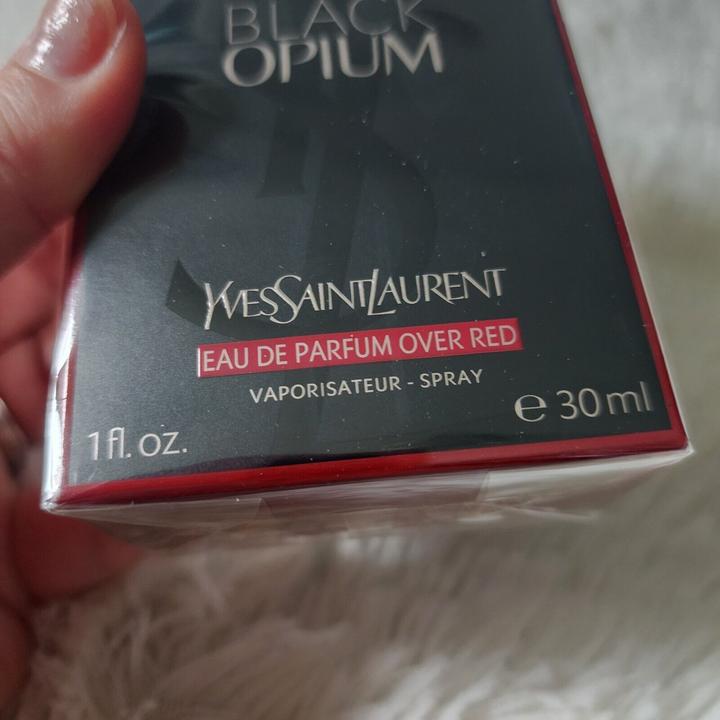 BLACK
OPIUM
YVESSAINTLAURENT
EAU DE PARFUM OVER RED
VAPORISATEUR - SPRAY
1 fl. oz.
℮ 30 ml